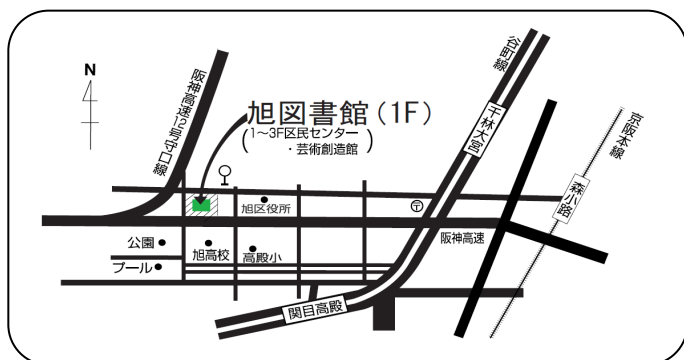 N
阪神高速12号守口線
旭図書館(1F)
(1~3F区民センター
・芸術創造館)
谷町線
千林大宮
京阪本線
森小路
旭区役所
〒
阪神高速
公園
プール
旭高校
高殿小
関目高殿